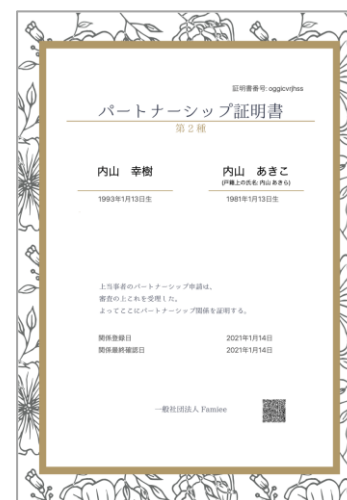 証明書番号: oggicvrjhss
パートナーシップ証明書
第2種
内山　幸樹
内山　あきこ
(戸籍上の氏名: 内山 あきら)
1993年1月13日生
1981年1月13日生
上当事者のパートナーシップ申請は、
審査の上これを受理した。
よってここにパートナーシップ関係を証明する。
関係登録日 2021年1月14日
関係最終確認日 2021年1月14日
一般社団法人 Famiee